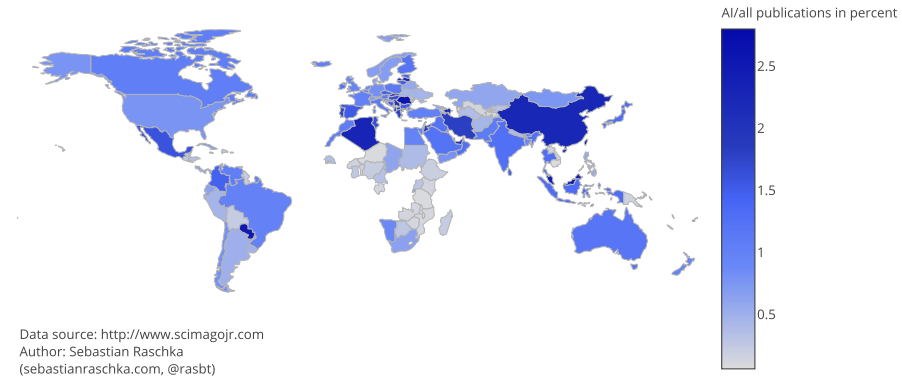 AI/all publications in percent
2.5
2
1.5
1
0.5
Data source: http://www.scimagojr.com
Author: Sebastian Raschka
(sebastianraschka.com, @rasbt)